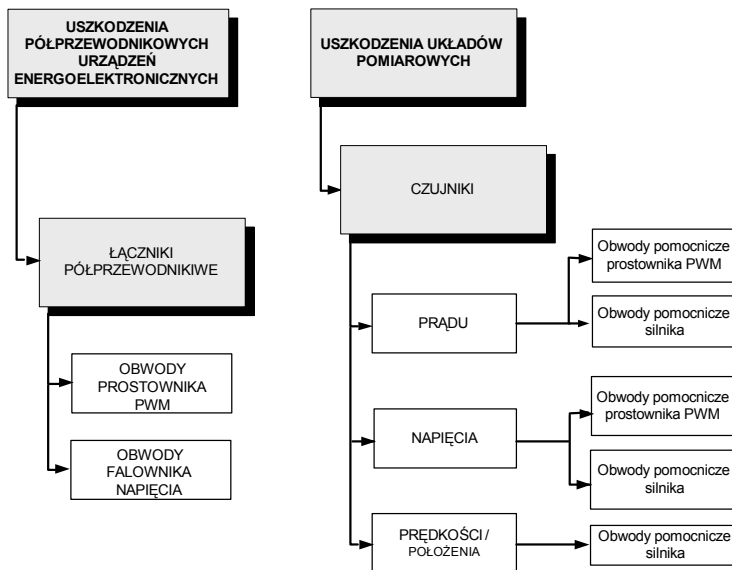 USZKODZENIA
PÓŁPRZEWODNIKOWYCH
URZĄDZEŃ
ENERGOELEKTRONICZNYCH
ŁĄCZNIKI
PÓŁPRZEWODNIKIWE
OBWODY
PROSTOWNIKA
PWM
OBWODY
FALOWNIKA
NAPIĘCIA
USZKODZENIA UKŁADÓW
POMIAROWYCH
CZUJNIKI
PRĄDU
Obwody pomocnicze
prostownika PWM
Obwody pomocnicze
silnika
NAPIĘCIA
Obwody pomocnicze
prostownika PWM
Obwody pomocnicze
silnika
PRĘDKOŚCI /
POŁOŻENIA
Obwody pomocnicze
silnika